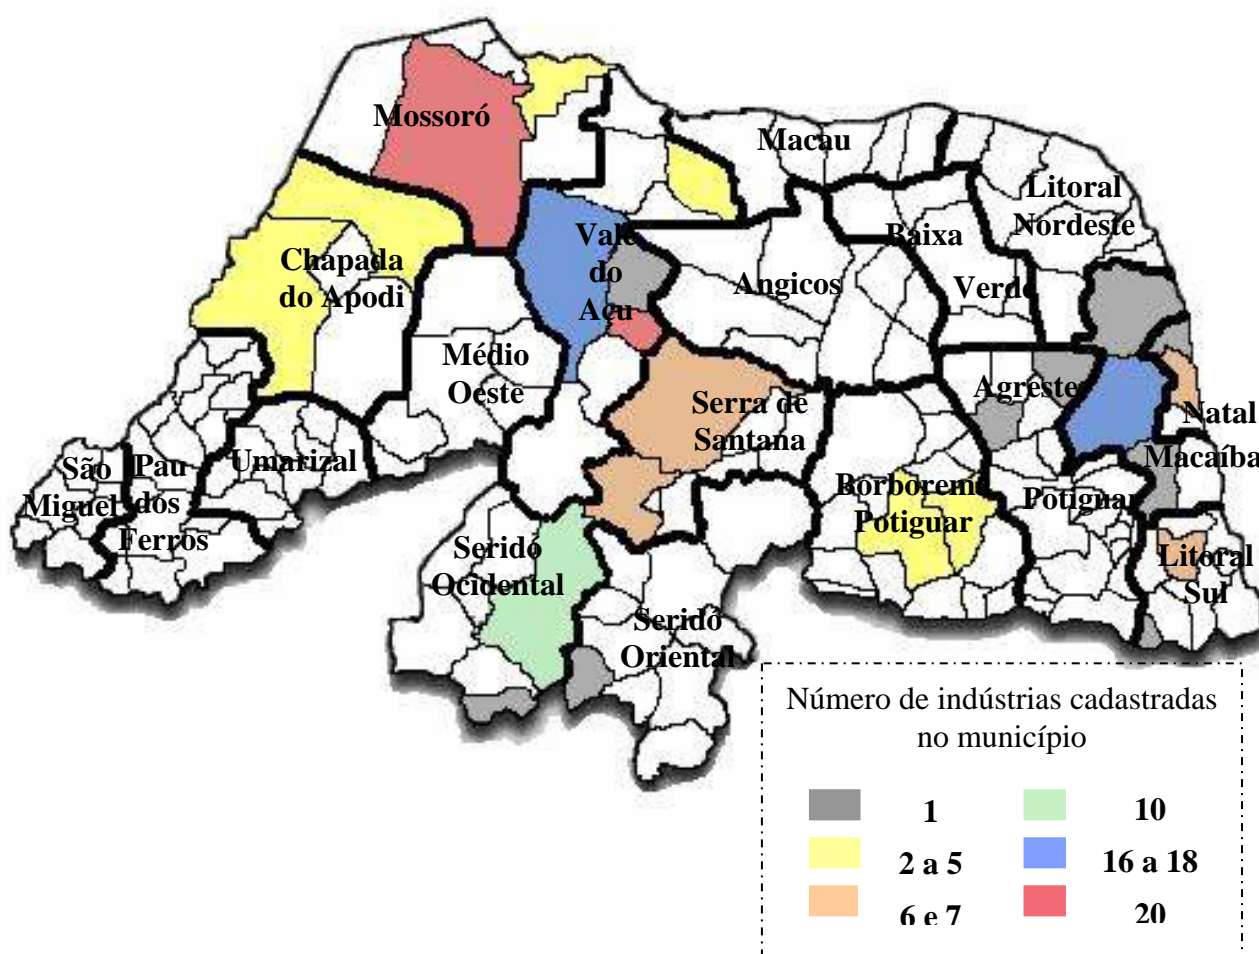 Mossoró
Macau
Litoral
Nordeste
Baixa
Verde
Vale
do
Açu
Chapada
do Apodi
Angicos
Médio
Oeste
Agreste
Serra de
Santana
Natal
Macaíba
Umarizal
São
Miguel
Pau
dos
Ferros
Borborema
Potiguar
Potiguar
Seridó
Ocidental
Litoral
Sul
Seridó
Oriental
Número de indústrias cadastradas
no município
1
10
2 a 5
16 a 18
6 e 7
20